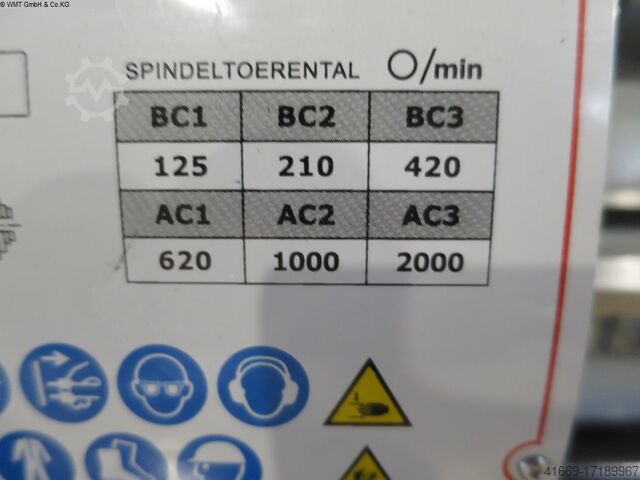 © WMT GmbH & Co.KG
SPINDELTOERENTAL O/min
BC1 BC2 BC3
125 210 420
AC1 AC2 AC3
620 1000 2000
41669-17189967